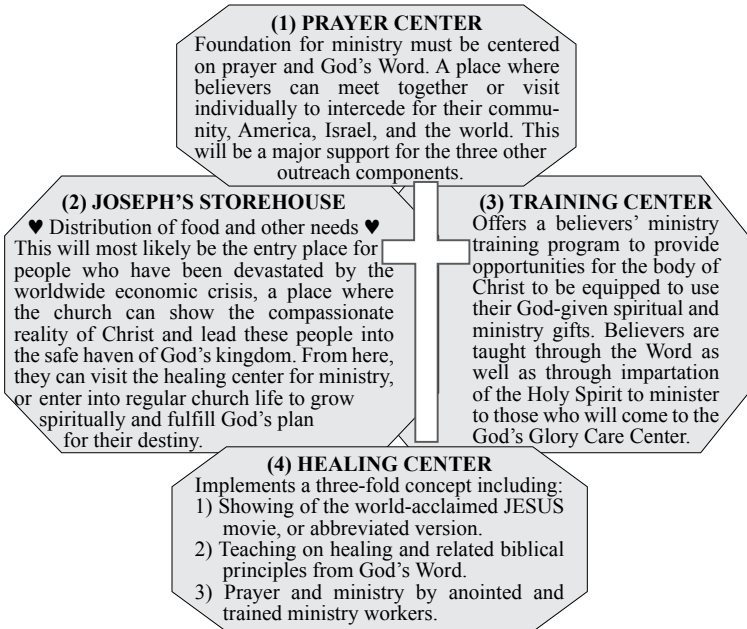 (1) PRAYER CENTER
Foundation for ministry must be centered
on prayer and God’s Word. A place where
believers can meet together or visit
individually to intercede for their commu-
nity, America, Israel, and the world. This
will be a major support for the three other
outreach components.
(2) JOSEPH’S STOREHOUSE
♥ Distribution of food and other needs ♥
This will most likely be the entry place for
people who have been devastated by the
worldwide economic crisis, a place where
the church can show the compassionate
reality of Christ and lead these people into
the safe haven of God’s kingdom. From here,
they can visit the healing center for ministry,
or enter into regular church life to grow
spiritually and fulfill God’s plan
for their destiny.
(3) TRAINING CENTER
Offers a believers’ ministry
training program to provide
opportunities for the body of
Christ to be equipped to use
their God-given spiritual and
ministry gifts. Believers are
taught through the Word as
well as through impartation
of the Holy Spirit to minister
to those who will come to the
God’s Glory Care Center.
(4) HEALING CENTER
Implements a three-fold concept including:
1) Showing of the world-acclaimed JESUS
movie, or abbreviated version.
2) Teaching on healing and related biblical
principles from God’s Word.
3) Prayer and ministry by anointed and
trained ministry workers.